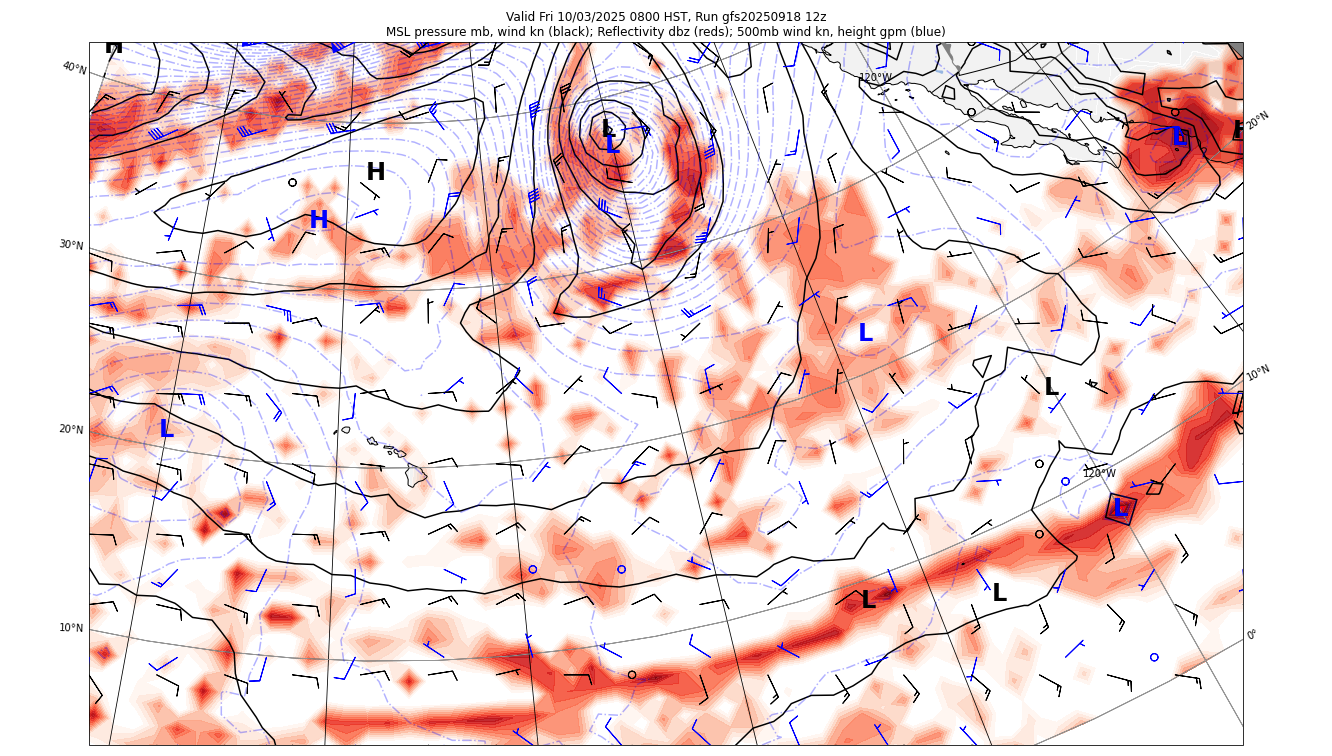 Valid Fri 10/03/2025 0800 HST, Run gfs20250918 12z
MSL pressure mb, wind kn (black); Reflectivity dbz (reds); 500mb wind kn, height gpm (blue)
H
40°N
120°W
20°N
L
L
L
H
H
H
30°N
L
L
10°N
L
20°N
120°W
L
L
L
10°N
0°